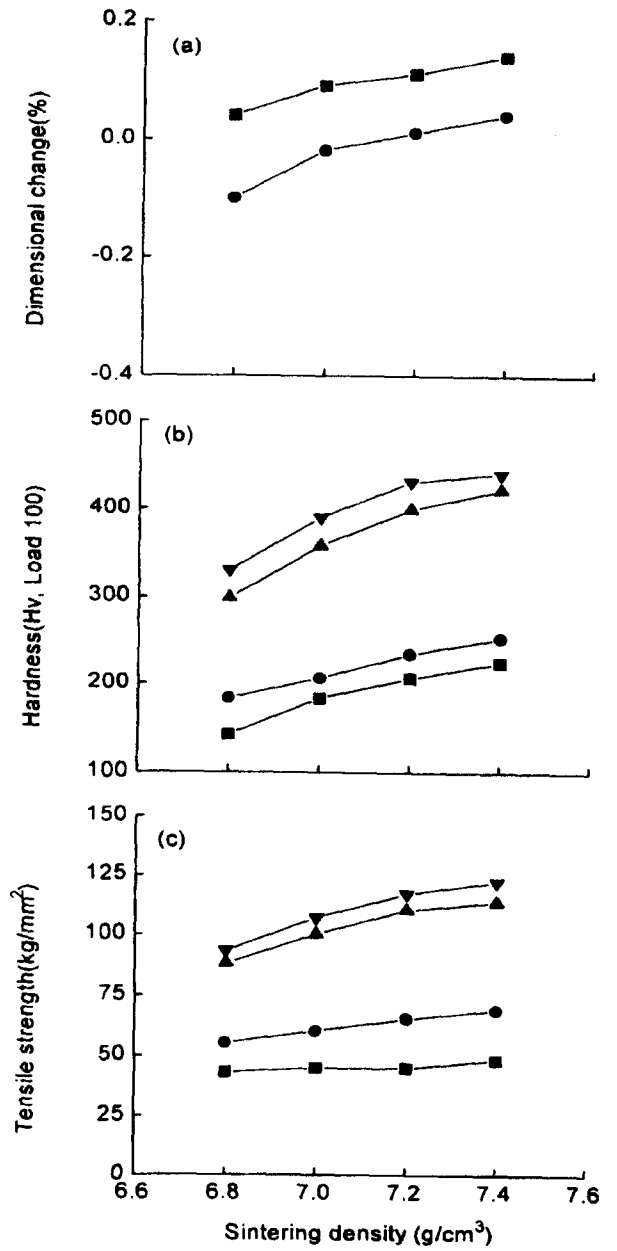 (a)
0.2
0.0
-0.2
-0.4
Dimensional change(%)
(b)
500
400
300
200
100
Hardness(Hv, Load 100)
(c)
150
125
100
75
50
25
0
Tensile strength(kg/mm²)
6.6 6.8 7.0 7.2 7.4 7.6
Sintering density (g/cm³)